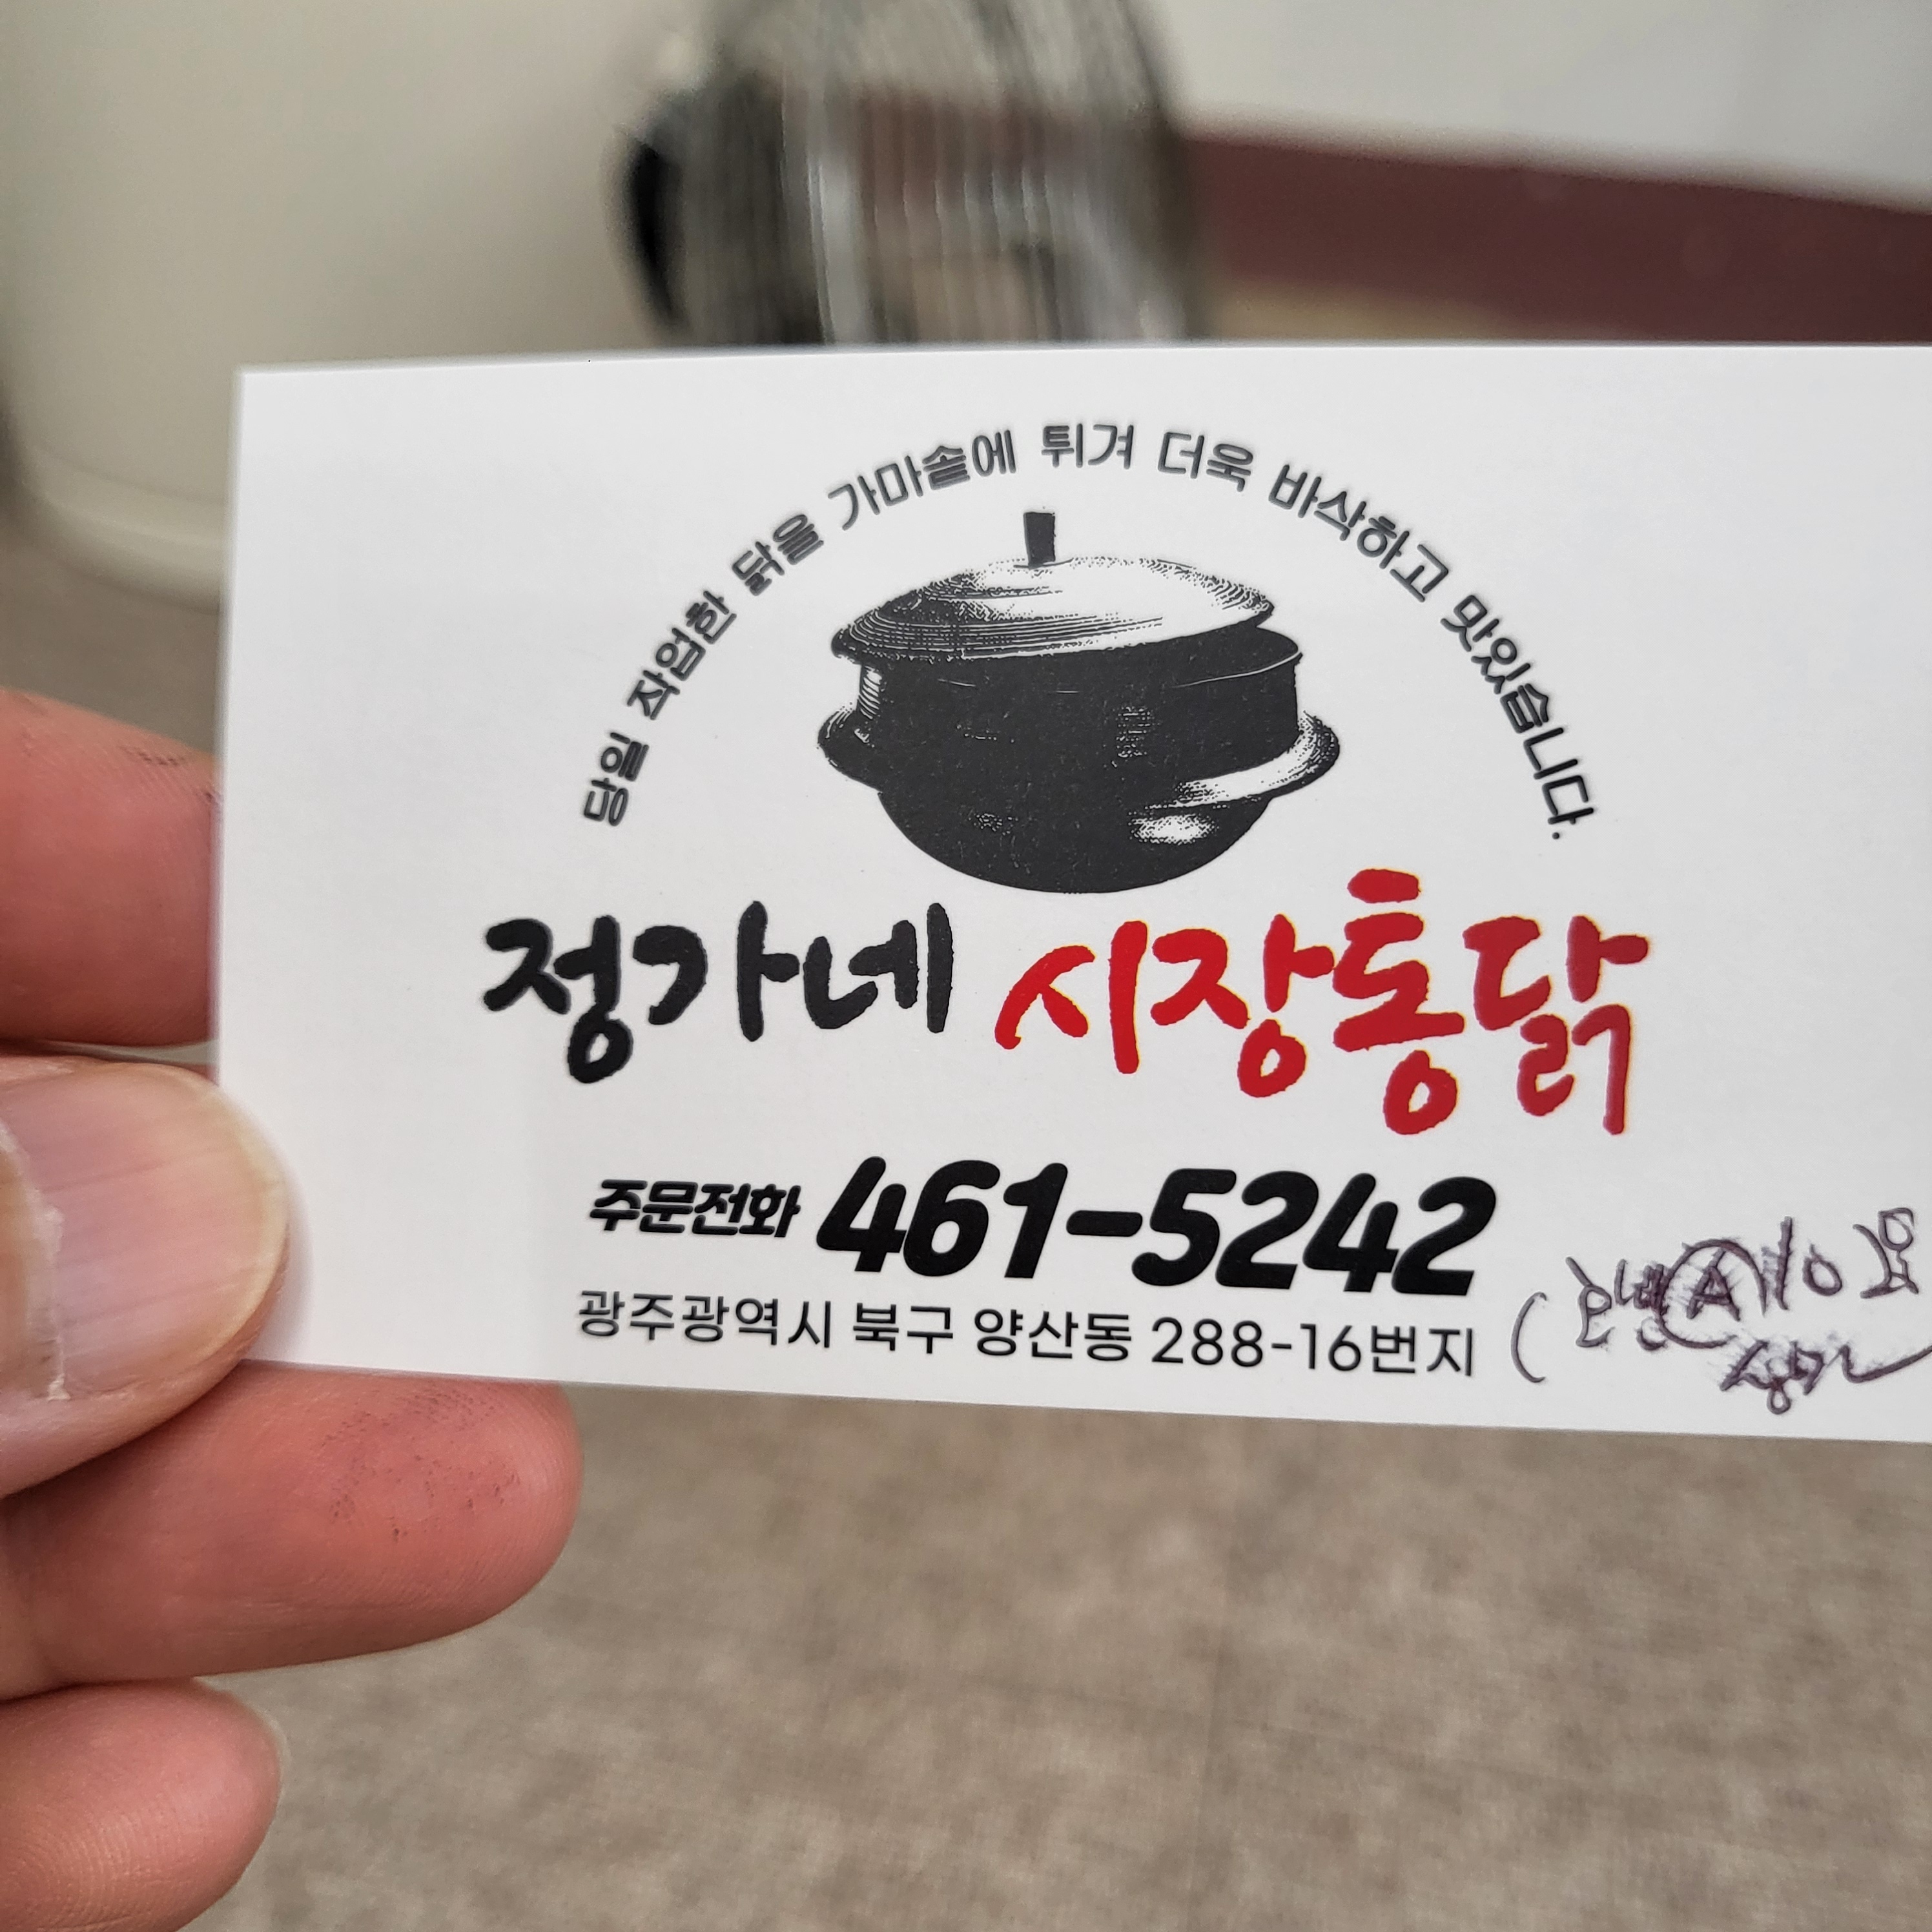 당일 작업한 닭을 가마솥에 튀겨 더욱 바삭하고 맛있습니다.
정가네 시장통닭
주문전화 461-5242
광주광역시 북구 양산동 288-16번지